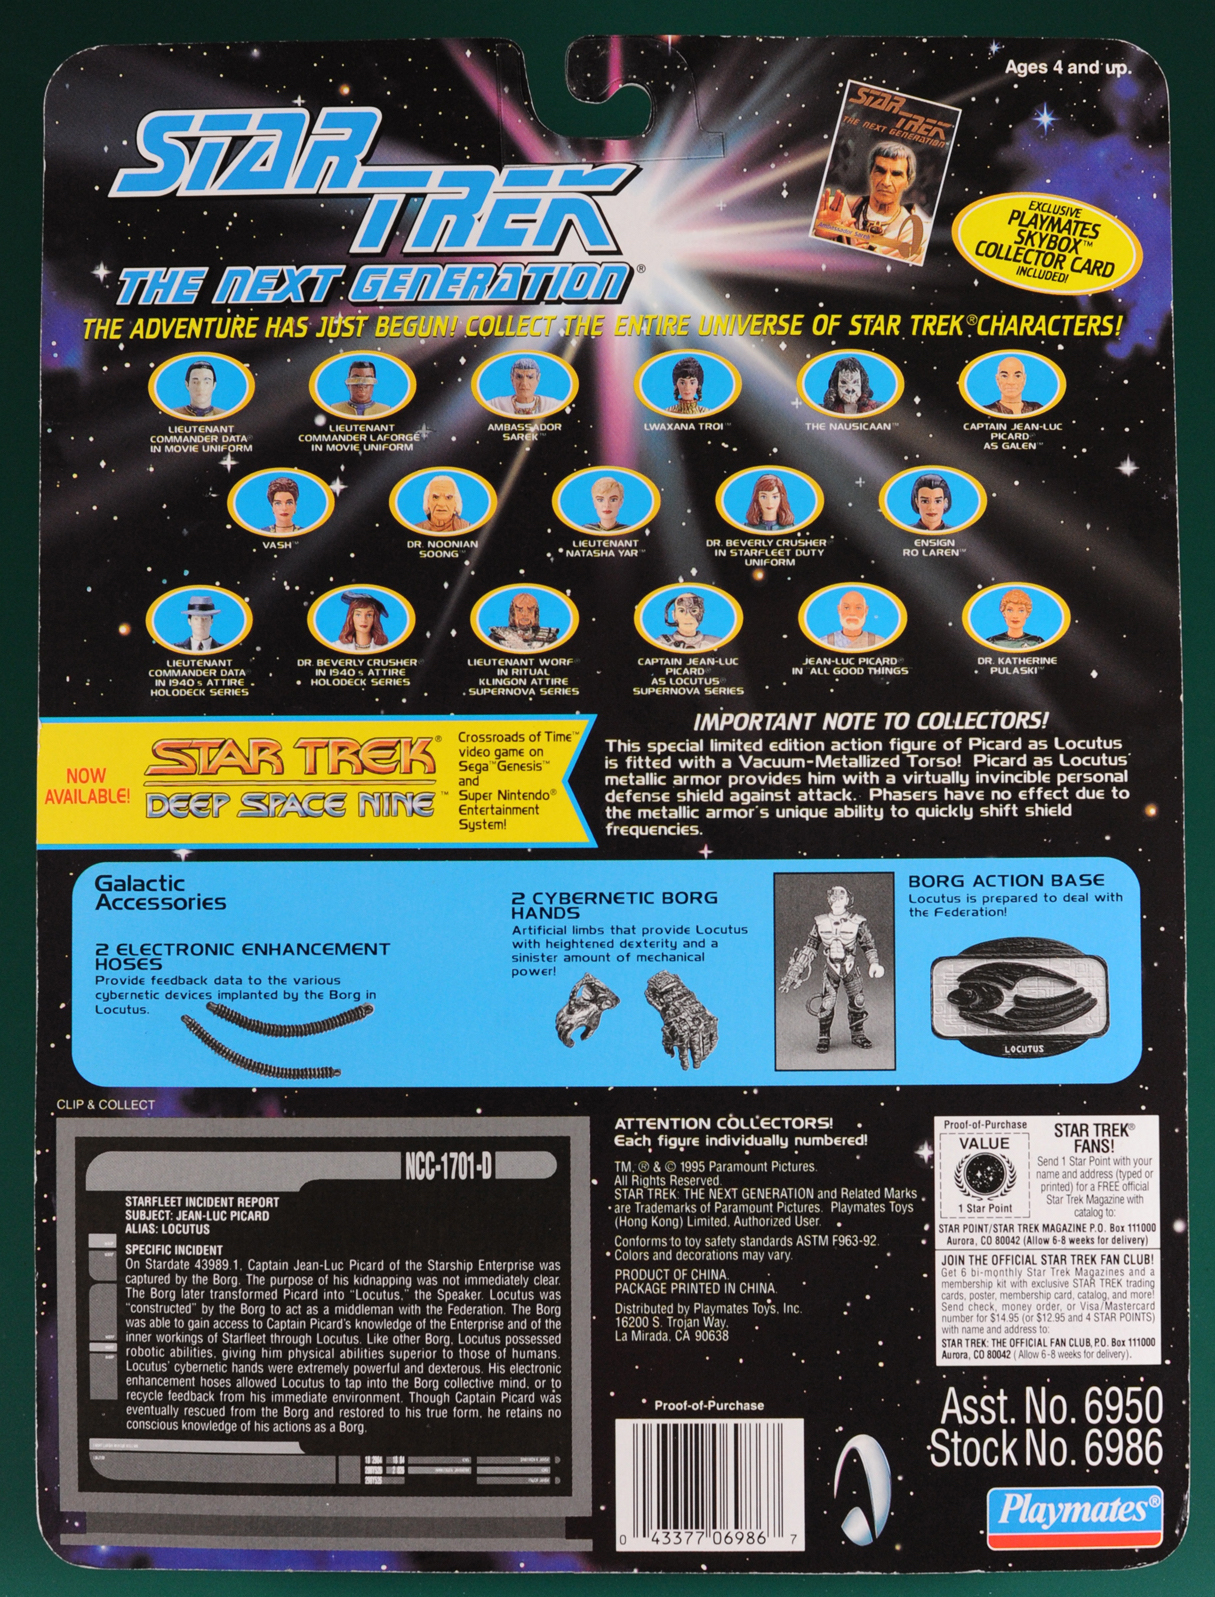 Ages 4 and up.
STAR TREK
THE NEXT GENERATION®
STAR TREK
THE NEXT GENERATION
EXCLUSIVE
PLAYMATES
SKYBOX™
COLLECTOR CARD
INCLUDED!
THE ADVENTURE HAS JUST BEGUN! COLLECT THE ENTIRE UNIVERSE OF STAR TREK® CHARACTERS!
LIEUTENANT
COMMANDER DATA
IN MOVIE UNIFORM
LIEUTENANT
COMMANDER LAFORGE
IN MOVIE UNIFORM
AMBASSADOR
SAREK™
LWAXANA TROI™
THE NAUSICAAN™
CAPTAIN JEAN-LUC
PICARD
AS GALEN™
VASH™
DR. NOONIAN
SOONG™
LIEUTENANT
NATASHA YAR™
DR. BEVERLY CRUSHER
IN STARFLEET DUTY
UNIFORM
ENSIGN
RO LAREN™
LIEUTENANT
COMMANDER DATA
IN 1940's ATTIRE
HOLODECK SERIES
DR. BEVERLY CRUSHER
IN 1940's ATTIRE
HOLODECK SERIES
LIEUTENANT WORF
IN RITUAL
KLINGON ATTIRE
SUPERNOVA SERIES
CAPTAIN JEAN-LUC
PICARD
AS LOCUTUS
SUPERNOVA SERIES
JEAN-LUC PICARD
IN "ALL GOOD THINGS"
DR. KATHERINE
PULASKI™
NOW
AVAILABLE!
STAR TREK®
DEEP SPACE NINE™
Crossroads of Time™
video game on
Sega™ Genesis™
and
Super Nintendo®
Entertainment
System!
IMPORTANT NOTE TO COLLECTORS!
This special limited edition action figure of Picard as Locutus
is fitted with a Vacuum-Metallized Torso! Picard as Locutus'
metallic armor provides him with a virtually invincible personal
defense shield against attack. Phasers have no effect due to
the metallic armor's unique ability to quickly shift shield
frequencies.
Galactic
Accessories
2 ELECTRONIC ENHANCEMENT
HOSES
Provide feedback data to the various
cybernetic devices implanted by the Borg in
Locutus.
2 CYBERNETIC BORG
HANDS
Artificial limbs that provide Locutus
with heightened dexterity and a
sinister amount of mechanical
power!
BORG ACTION BASE
Locutus is prepared to deal with
the Federation!
LOCUTUS
CLIP & COLLECT
NCC-1701-D
STARFLEET INCIDENT REPORT
SUBJECT: JEAN-LUC PICARD
ALIAS: LOCUTUS
SPECIFIC INCIDENT
On Stardate 43989.1, Captain Jean-Luc Picard of the Starship Enterprise was
captured by the Borg. The purpose of his kidnapping was not immediately clear.
The Borg later transformed Picard into "Locutus," the Speaker. Locutus was
"constructed" by the Borg to act as a middleman with the Federation. The Borg
was able to gain access to Captain Picard's knowledge of the Enterprise and of the
inner workings of Starfleet through Locutus. Like other Borg, Locutus possessed
robotic abilities, giving him physical abilities superior to those of humans.
Locutus' cybernetic hands were extremely powerful and dexterous. His electronic
enhancement hoses allowed Locutus to tap into the Borg collective mind, or to
recycle feedback from his immediate environment. Though Captain Picard was
eventually rescued from the Borg and restored to his true form, he retains no
conscious knowledge of his actions as a Borg.
ATTENTION COLLECTORS!
Each figure individually numbered!
TM, ® & © 1995 Paramount Pictures.
All Rights Reserved.
STAR TREK: THE NEXT GENERATION and Related Marks
are Trademarks of Paramount Pictures. Playmates Toys
(Hong Kong) Limited, Authorized User.
Conforms to toy safety standards ASTM F963-92.
Colors and decorations may vary.
PRODUCT OF CHINA.
PACKAGE PRINTED IN CHINA.
Distributed by Playmates Toys, Inc.
16200 S. Trojan Way,
La Mirada, CA 90638
Proof-of-Purchase
VALUE
1 Star Point
STAR TREK®
FANS!
Send 1 Star Point with your
name and address (typed or
printed) for a FREE official
Star Trek Magazine with
catalog to:
STAR POINT/STAR TREK MAGAZINE P.O. Box 111000
Aurora, CO 80042 (Allow 6-8 weeks for delivery)
JOIN THE OFFICIAL STAR TREK FAN CLUB!
Get 6 bi-monthly Star Trek Magazines and a
membership kit with exclusive STAR TREK trading
cards, poster, membership card, catalog, and more!
Send check, money order, or Visa/Mastercard
number for $14.95 (or $12.95 and 4 STAR POINTS)
with name and address to:
STAR TREK: THE OFFICIAL FAN CLUB, P.O. Box 111000
Aurora, CO 80042 (Allow 6-8 weeks for delivery).
Proof-of-Purchase
0 43377 06986 7
Asst. No. 6950
Stock No. 6986
Playmates®